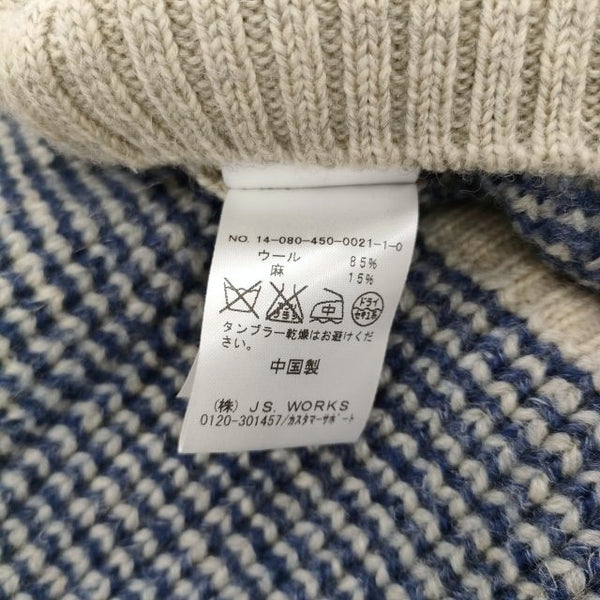 NO. 14-080-450-0021-1-0
ウール 85%
麻 15%
中 ドライ セキユ系
タンブラー乾燥はお避けくだ
さい。
中国製
(株) J.S. WORKS
0120-301457/カスタマーサポート